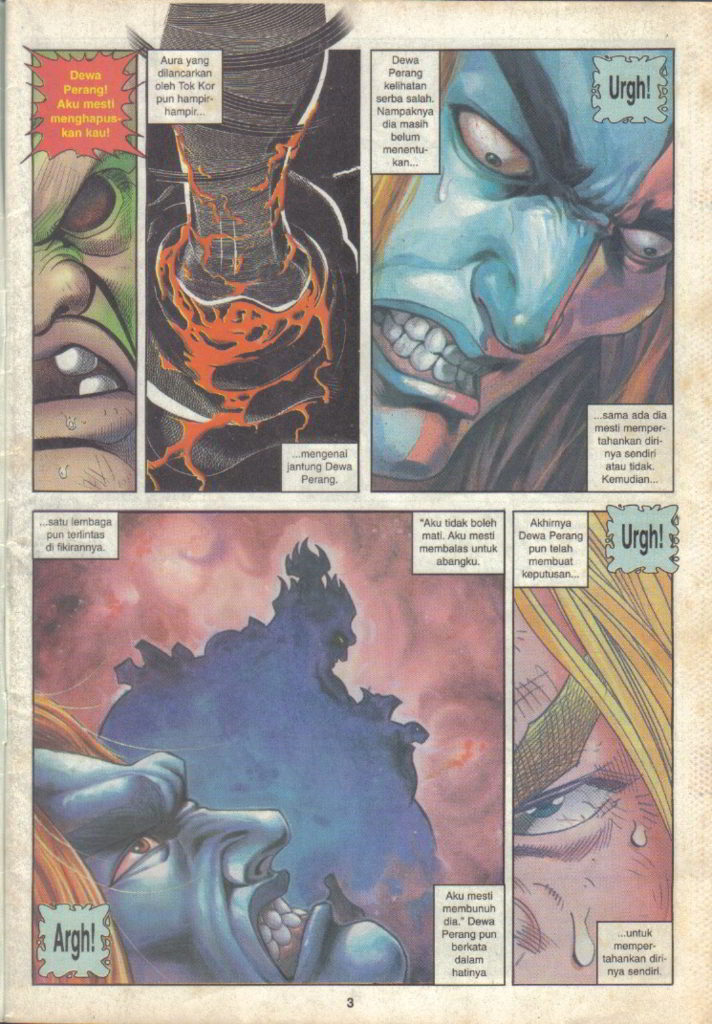 Dewa
Perang!
Aku mesti
menghapus-
kan kau!
Aura yang
dilancarkan
oleh Tok Kor
pun hampir-
hampir...
...mengenai
jantung Dewa
Perang.
Dewa
Perang
kelihatan
serba salah.
Nampaknya
dia masih
belum
menentu-
kan...
Urgh!
...sama ada dia
mesti memper-
tahankan diri-
nya sendiri
atau tidak.
Kemudian...
...satu lembaga
pun terlintas
di fikirannya.
"Aku tidak boleh
mati. Aku mesti
membalas untuk
abangku.
Argh!
Aku mesti
membunuh
dia." Dewa
Perang pun
berkata
dalam
hatinya
Akhirnya
Dewa Perang
pun telah
membuat
keputusan...
Urgh!
...untuk
memper-
tahankan diri-
nya sendiri.
3